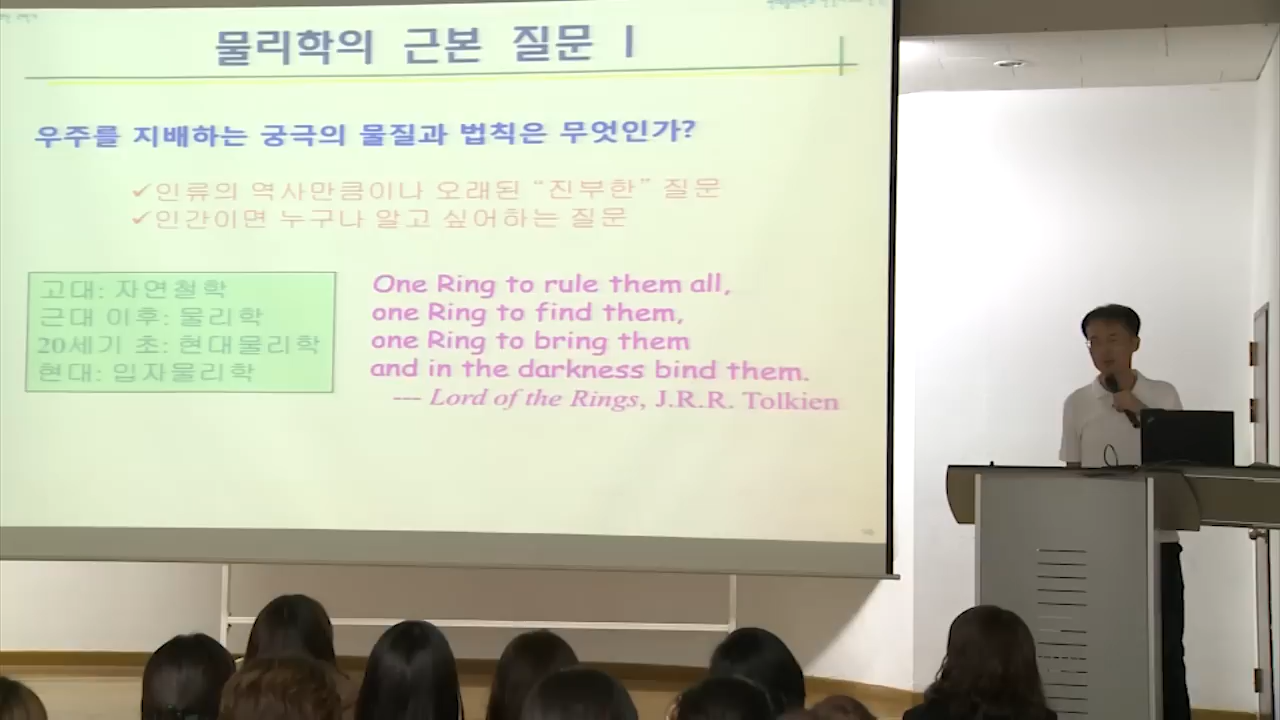 물리학의 근본 질문 I
우주를 지배하는 궁극의 물질과 법칙은 무엇인가?
✓인류의 역사만큼이나 오래된 “진부한” 질문
✓인간이면 누구나 알고 싶어하는 질문
고대: 자연철학
근대 이후: 물리학
20세기 초: 현대물리학
현대: 입자물리학
One Ring to rule them all,
one Ring to find them,
one Ring to bring them
and in the darkness bind them.
--- Lord of the Rings, J.R.R. Tolkien